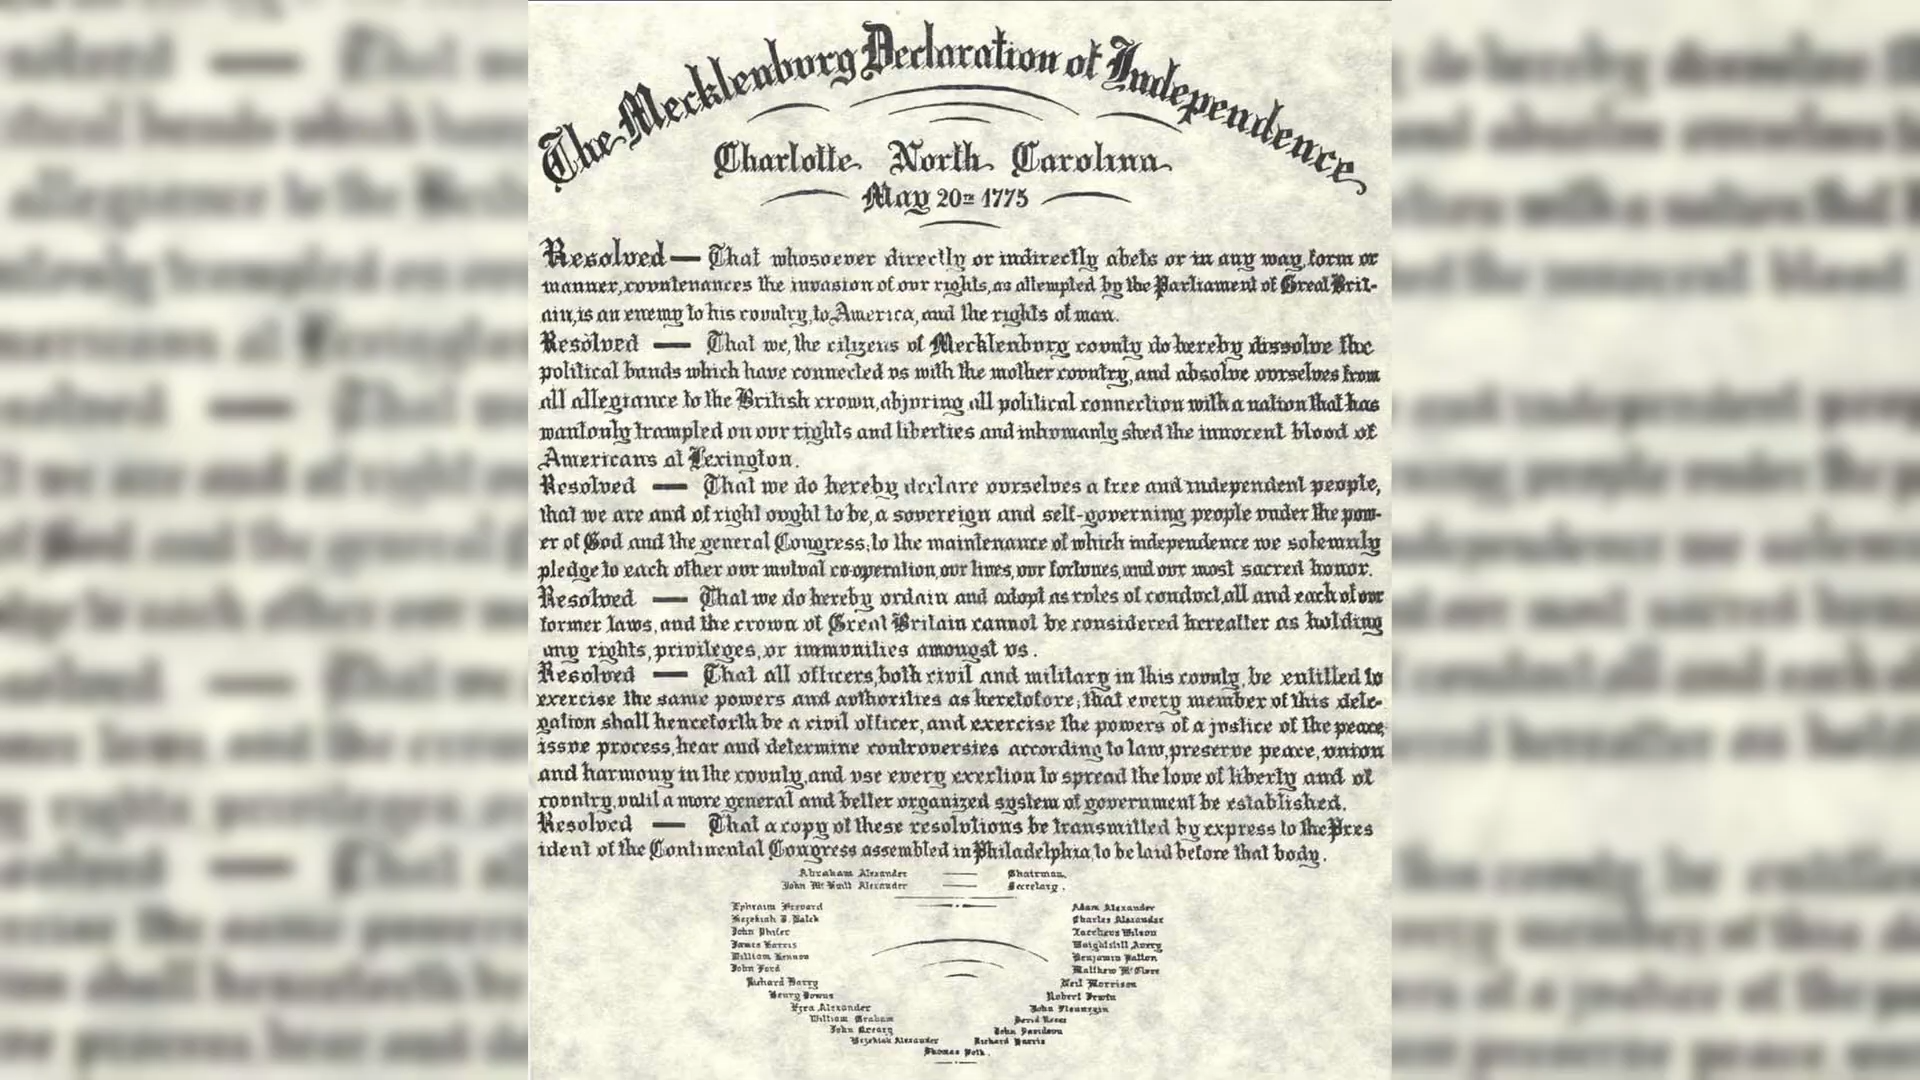 The Mecklenburg Declaration of Independence
Charlotte North Carolina
May 20th 1775
Resolved — That whosoever directly or indirectly abets or in any way, form or
manner, countenances the invasion of our rights, as attempted by the Parliament of Great Brit-
ain, is an enemy to his country, to America, and the rights of man.
Resolved — That we, the citizens of Mecklenburg county do hereby dissolve the
political bands which have connected us with the mother country, and absolve ourselves from
all allegiance to the British crown, abjuring all political connection with a nation that has
wantonly trampled on our rights and liberties and inhumanly shed the innocent blood of
Americans at Lexington.
Resolved — That we do hereby declare ourselves a free and independent people,
that we are and of right ought to be, a sovereign and self-governing people under the pow-
er of God and the general Congress; to the maintenance of which independence we solemnly
pledge to each other our mutual co-operation, our lives, our fortunes, and our most sacred honor.
Resolved — That we do hereby ordain and adopt as rules of conduct, all and each of our
former laws, and the crown of Great Britain cannot be considered hereafter as holding
any rights, privileges, or immunities amongst us.
Resolved — That all officers, both civil and military in this county, be entitled to
exercise the same powers and authorities as heretofore; that every member of this dele-
gation shall henceforth be a civil officer, and exercise the powers of a justice of the peace,
issue process, hear and determine controversies according to law, preserve peace, union
and harmony in the county, and use every exertion to spread the love of liberty and of
country, until a more general and better organized system of government be established.
Resolved — That a copy of these resolutions be transmitted by express to the Pres
ident of the Continental Congress assembled in Philadelphia, to be laid before that body.
Abraham Alexander — Chairman.
John McKnitt Alexander — Secretary.
Ephraim Brevard
Hezekiah J. Balch
John Phifer
James Harris
William Kennon
John Ford
Richard Barry
Henry Downs
Ezra Alexander
William Graham
John Queary
Hezekiah Alexander
Adam Alexander
Charles Alexander
Zaccheus Wilson
Waightstill Avery
Benjamin Patton
Matthew McClure
Neil Morrison
Robert Irwin
John Flennegin
David Reese
John Davidson
Richard Harris
Thomas Polk.